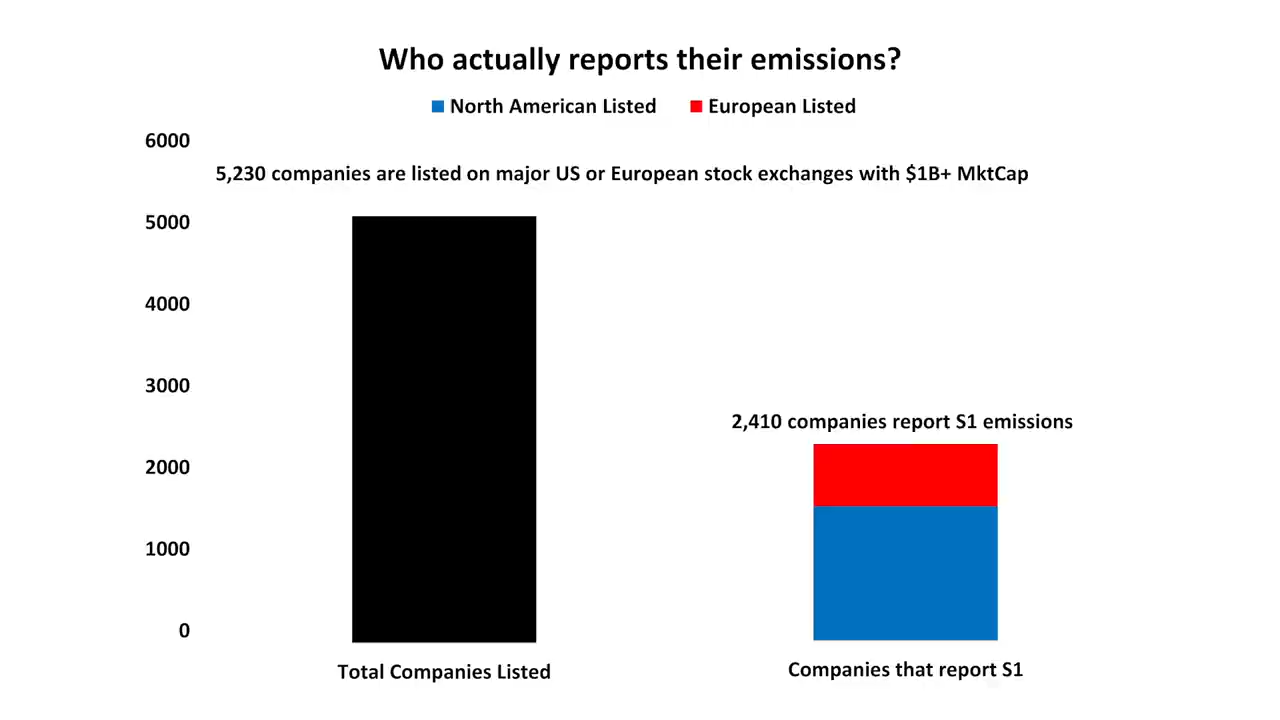 Who actually reports their emissions?
North American Listed European Listed
6000
5,230 companies are listed on major US or European stock exchanges with $1B+ MktCap
5000
4000
3000
2,410 companies report S1 emissions
2000
1000
0
Total Companies Listed Companies that report S1